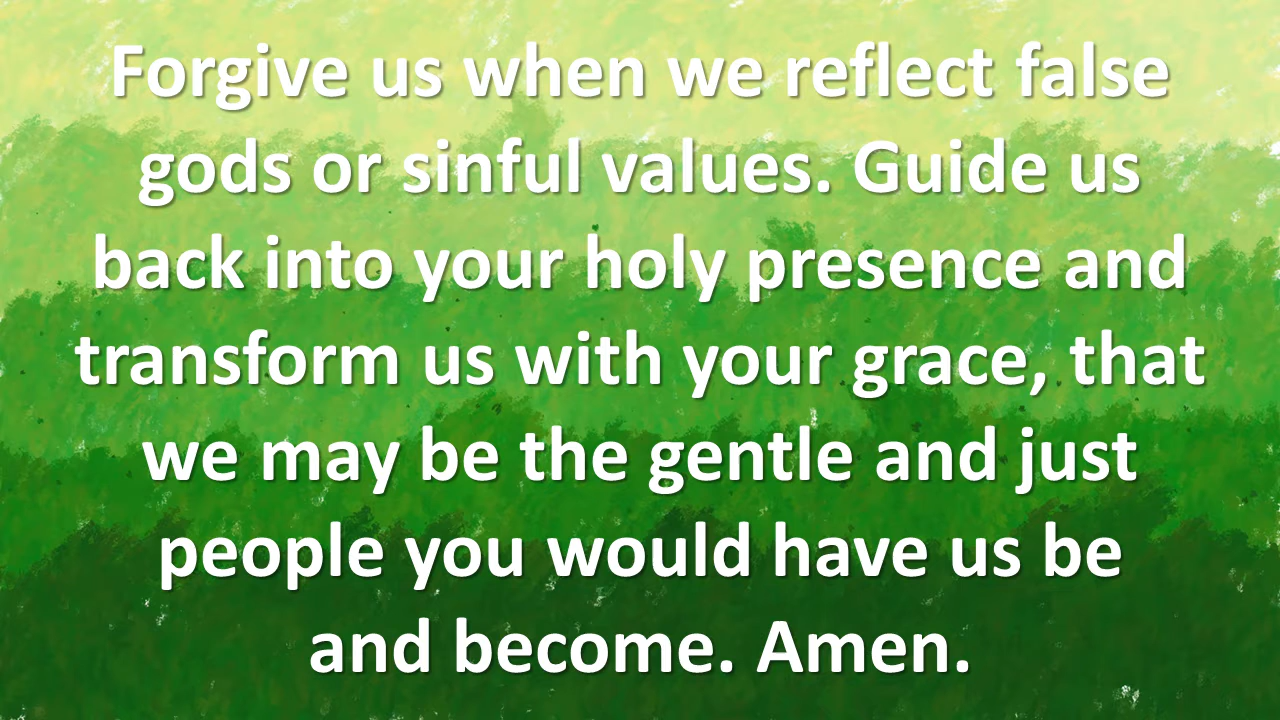 Forgive us when we reflect false
gods or sinful values. Guide us
back into your holy presence and
transform us with your grace, that
we may be the gentle and just
people you would have us be
and become. Amen.